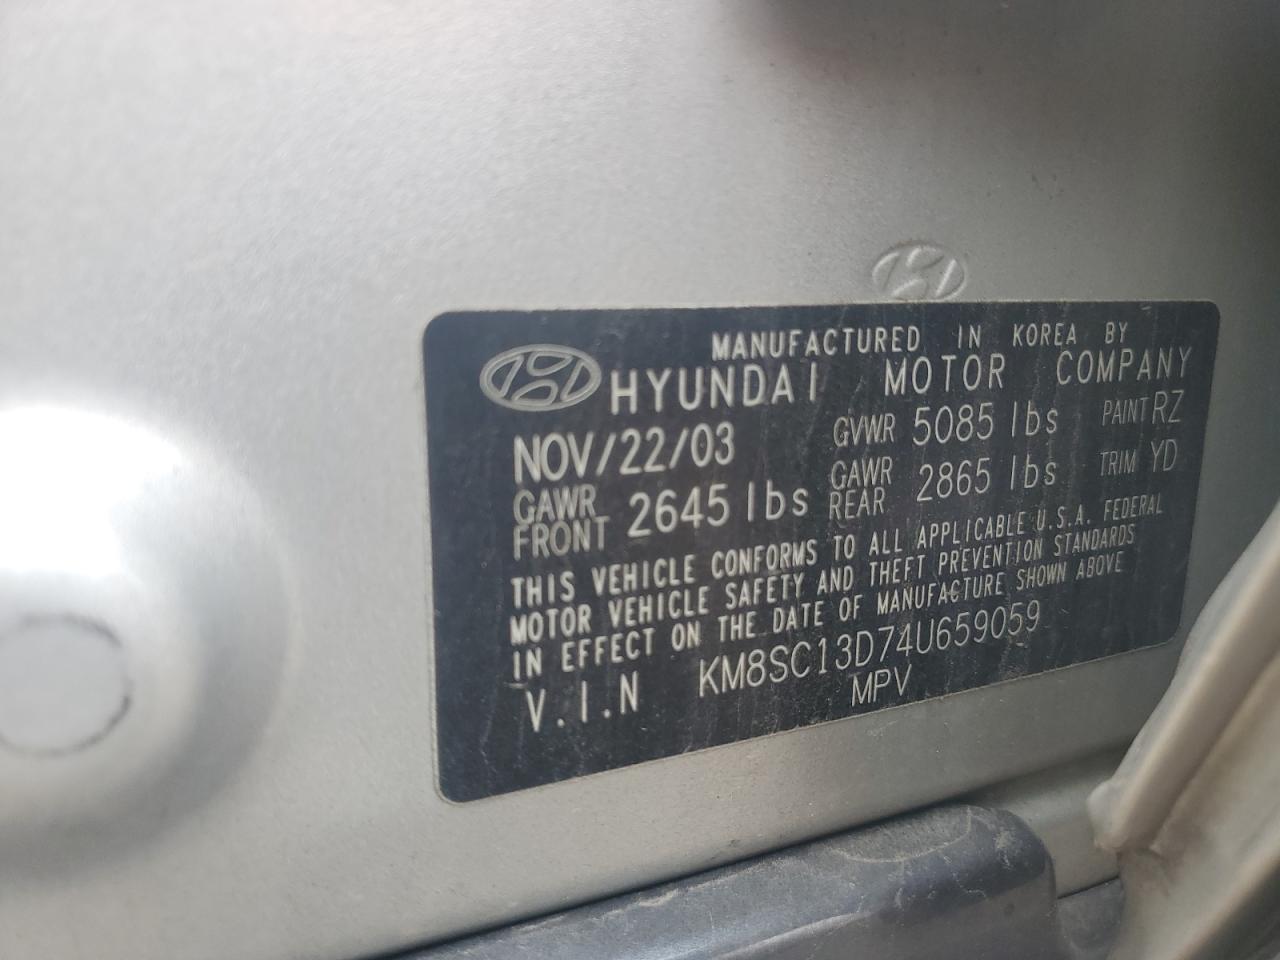 MANUFACTURED IN KOREA BY
HYUNDAI MOTOR COMPANY
NOV/22/03 GVWR 5085 lbs PAINT RZ
GAWR FRONT 2645 lbs GAWR REAR 2865 lbs TRIM YD
THIS VEHICLE CONFORMS TO ALL APPLICABLE U.S.A. FEDERAL
MOTOR VEHICLE SAFETY AND THEFT PREVENTION STANDARDS
IN EFFECT ON THE DATE OF MANUFACTURE SHOWN ABOVE
V.I.N KM8SC13D74U659059
MPV